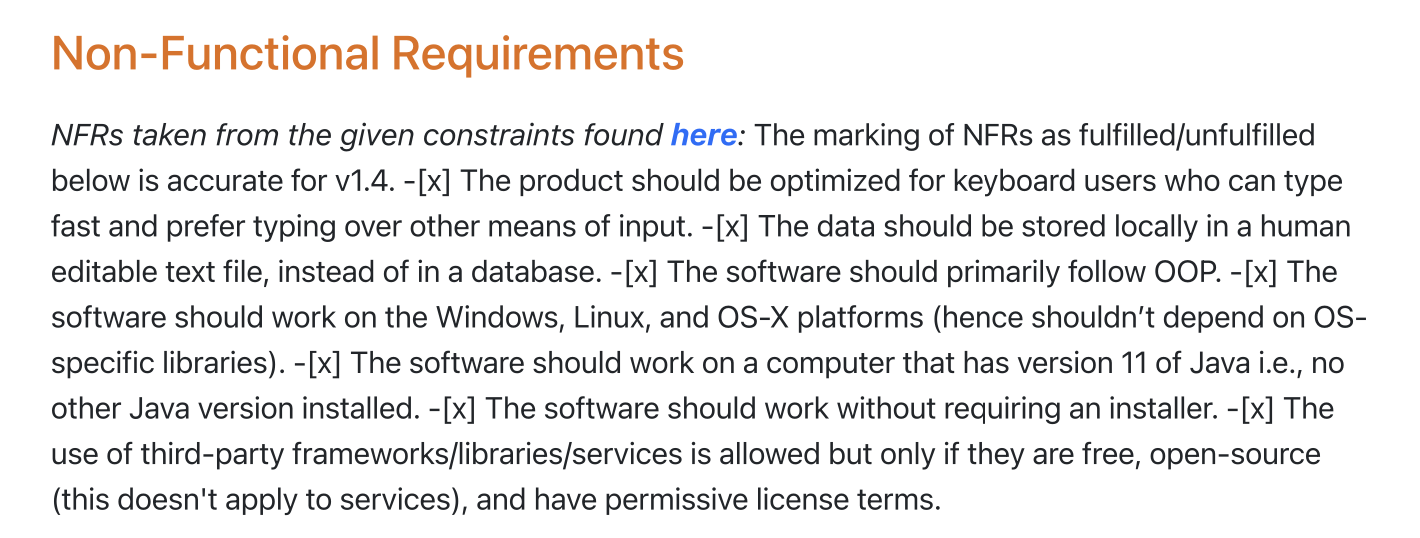 Non-Functional Requirements
NFRs taken from the given constraints found here: The marking of NFRs as fulfilled/unfulfilled
below is accurate for v1.4. -[x] The product should be optimized for keyboard users who can type
fast and prefer typing over other means of input. -[x] The data should be stored locally in a human
editable text file, instead of in a database. -[x] The software should primarily follow OOP. -[x] The
software should work on the Windows, Linux, and OS-X platforms (hence shouldn’t depend on OS-
specific libraries). -[x] The software should work on a computer that has version 11 of Java i.e., no
other Java version installed. -[x] The software should work without requiring an installer. -[x] The
use of third-party frameworks/libraries/services is allowed but only if they are free, open-source
(this doesn't apply to services), and have permissive license terms.